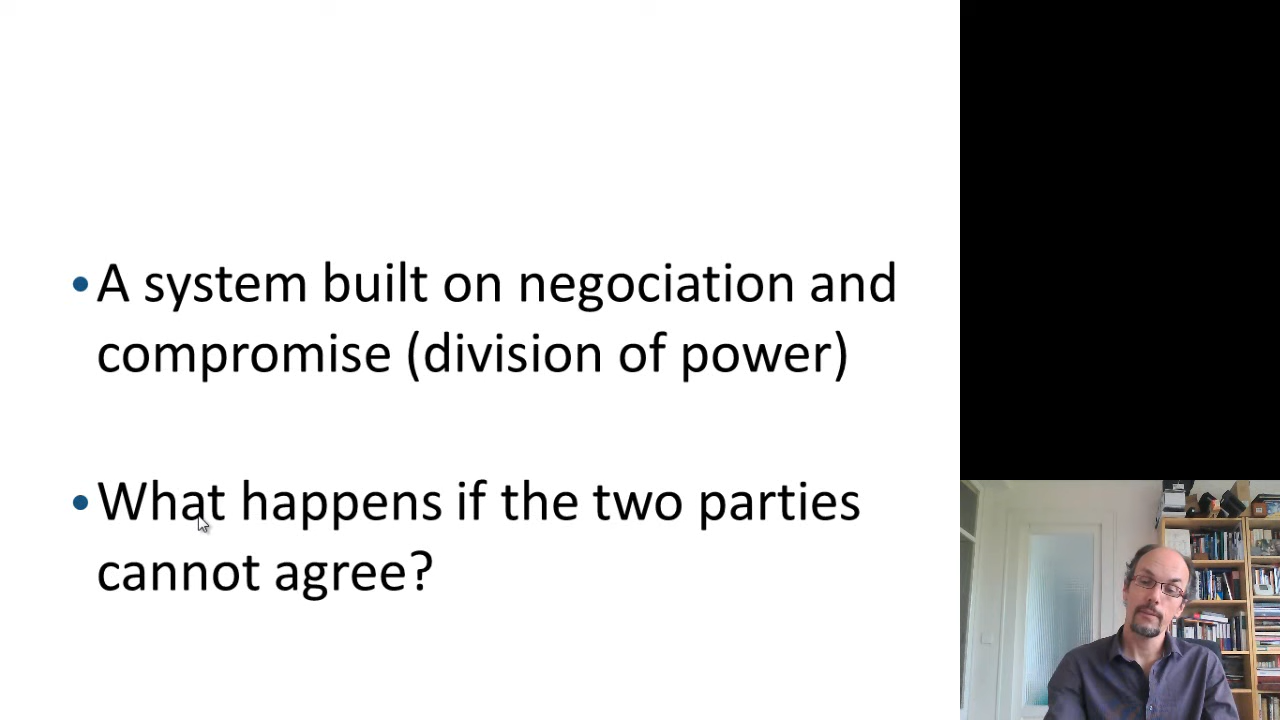 •A system built on negociation and
compromise (division of power)
•What happens if the two parties
cannot agree?